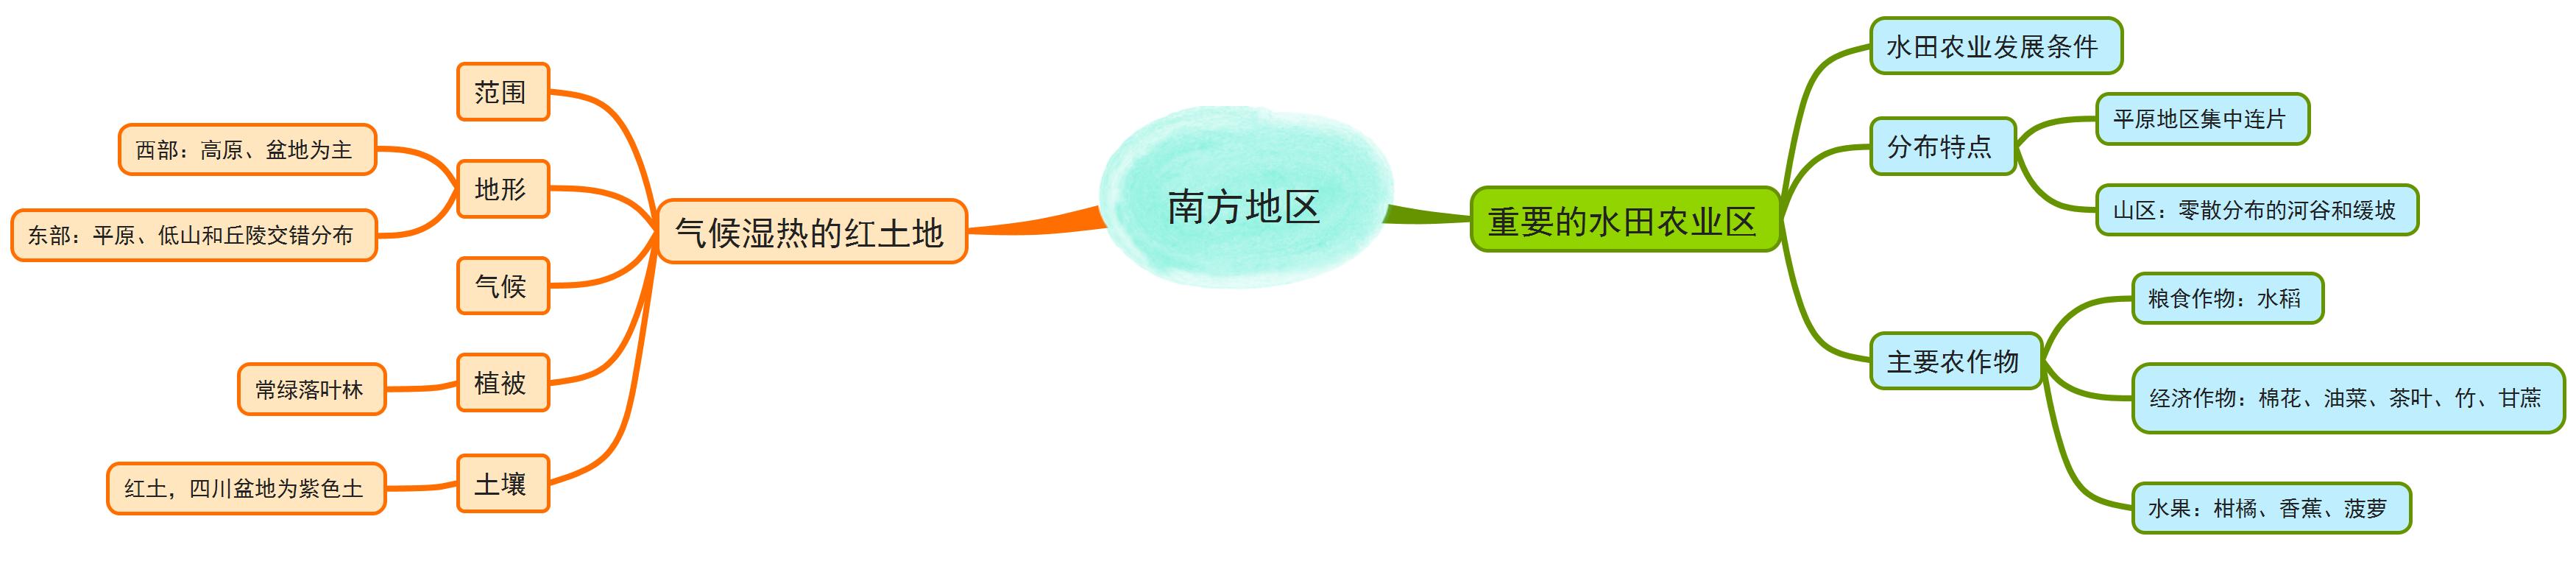 南方地区
气候湿热的红土地
范围
地形
西部：高原、盆地为主
东部：平原、低山和丘陵交错分布
气候
植被
常绿落叶林
土壤
红土，四川盆地为紫色土
重要的水田农业区
水田农业发展条件
分布特点
平原地区集中连片
山区：零散分布的河谷和缓坡
主要农作物
粮食作物：水稻
经济作物：棉花、油菜、茶叶、竹、甘蔗
水果：柑橘、香蕉、菠萝